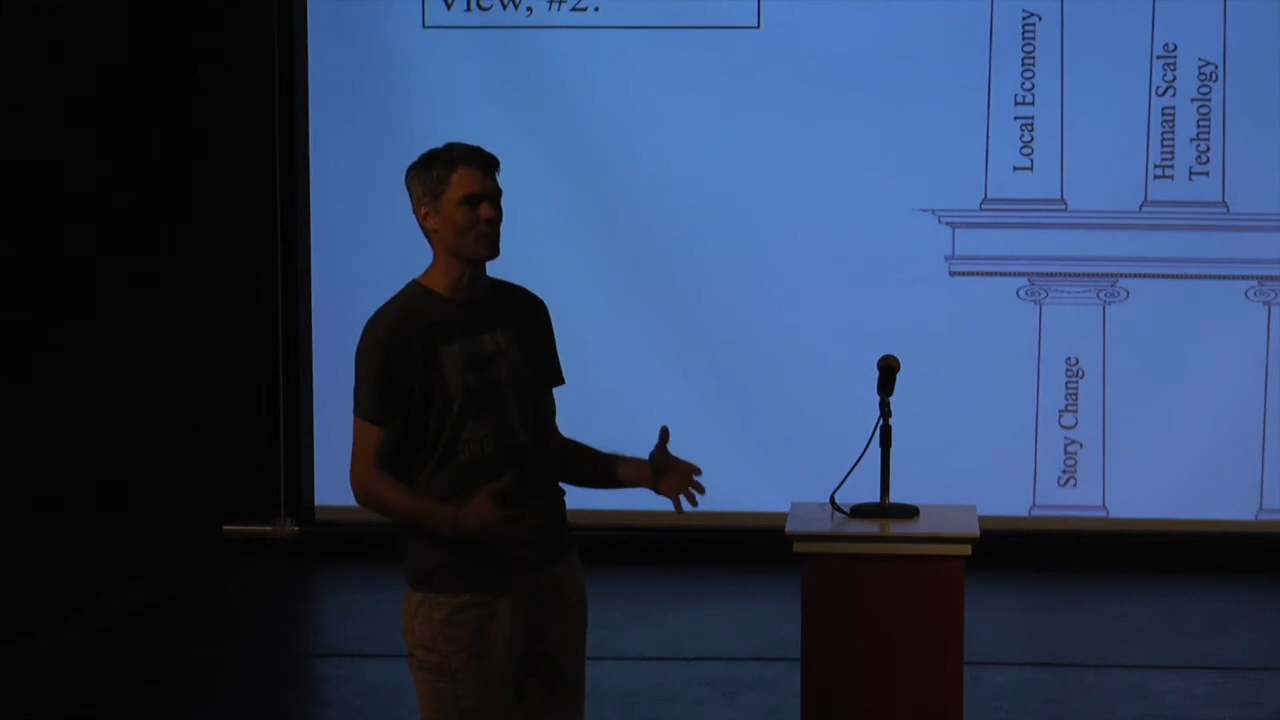 View, #2.
Local Economy
Human Scale
Technology
Story Change